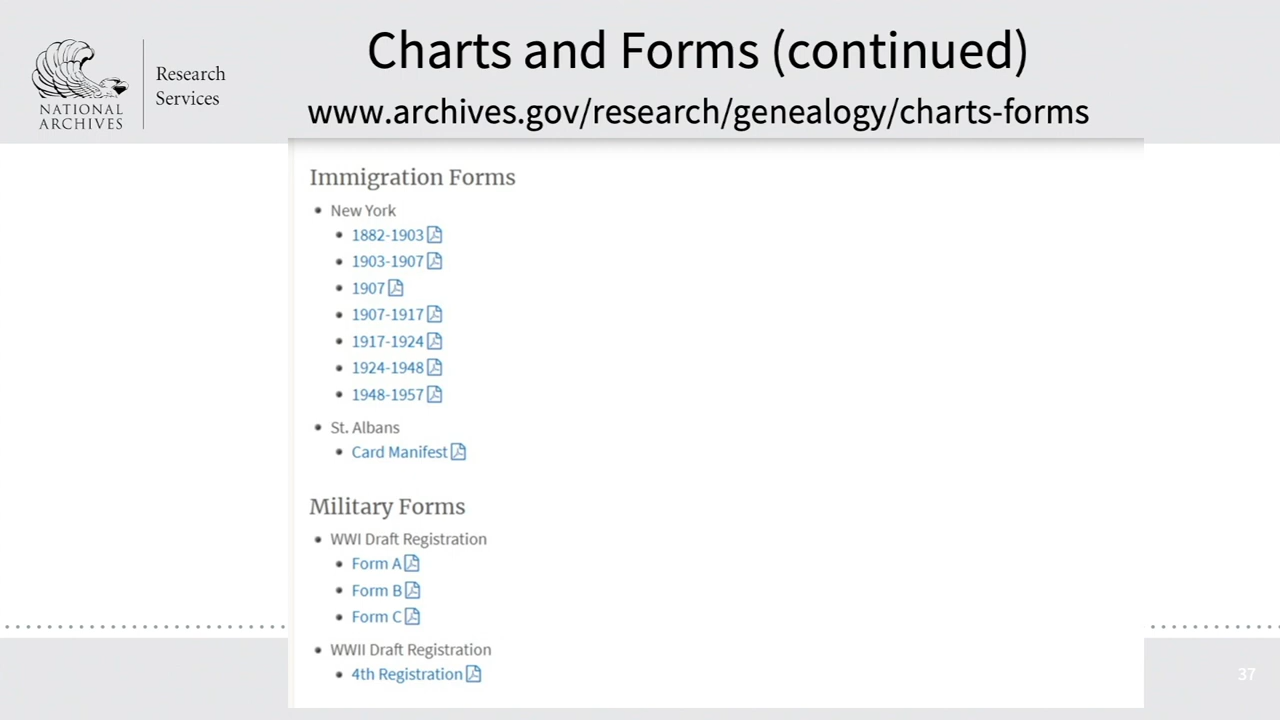 Charts and Forms (continued)
www.archives.gov/research/genealogy/charts-forms
NATIONAL
ARCHIVES
Research
Services
Immigration Forms
New York
1882-1903
1903-1907
1907
1907-1917
1917-1924
1924-1948
1948-1957
St. Albans
Card Manifest
Military Forms
WWI Draft Registration
Form A
Form B
Form C
WWII Draft Registration
4th Registration
37